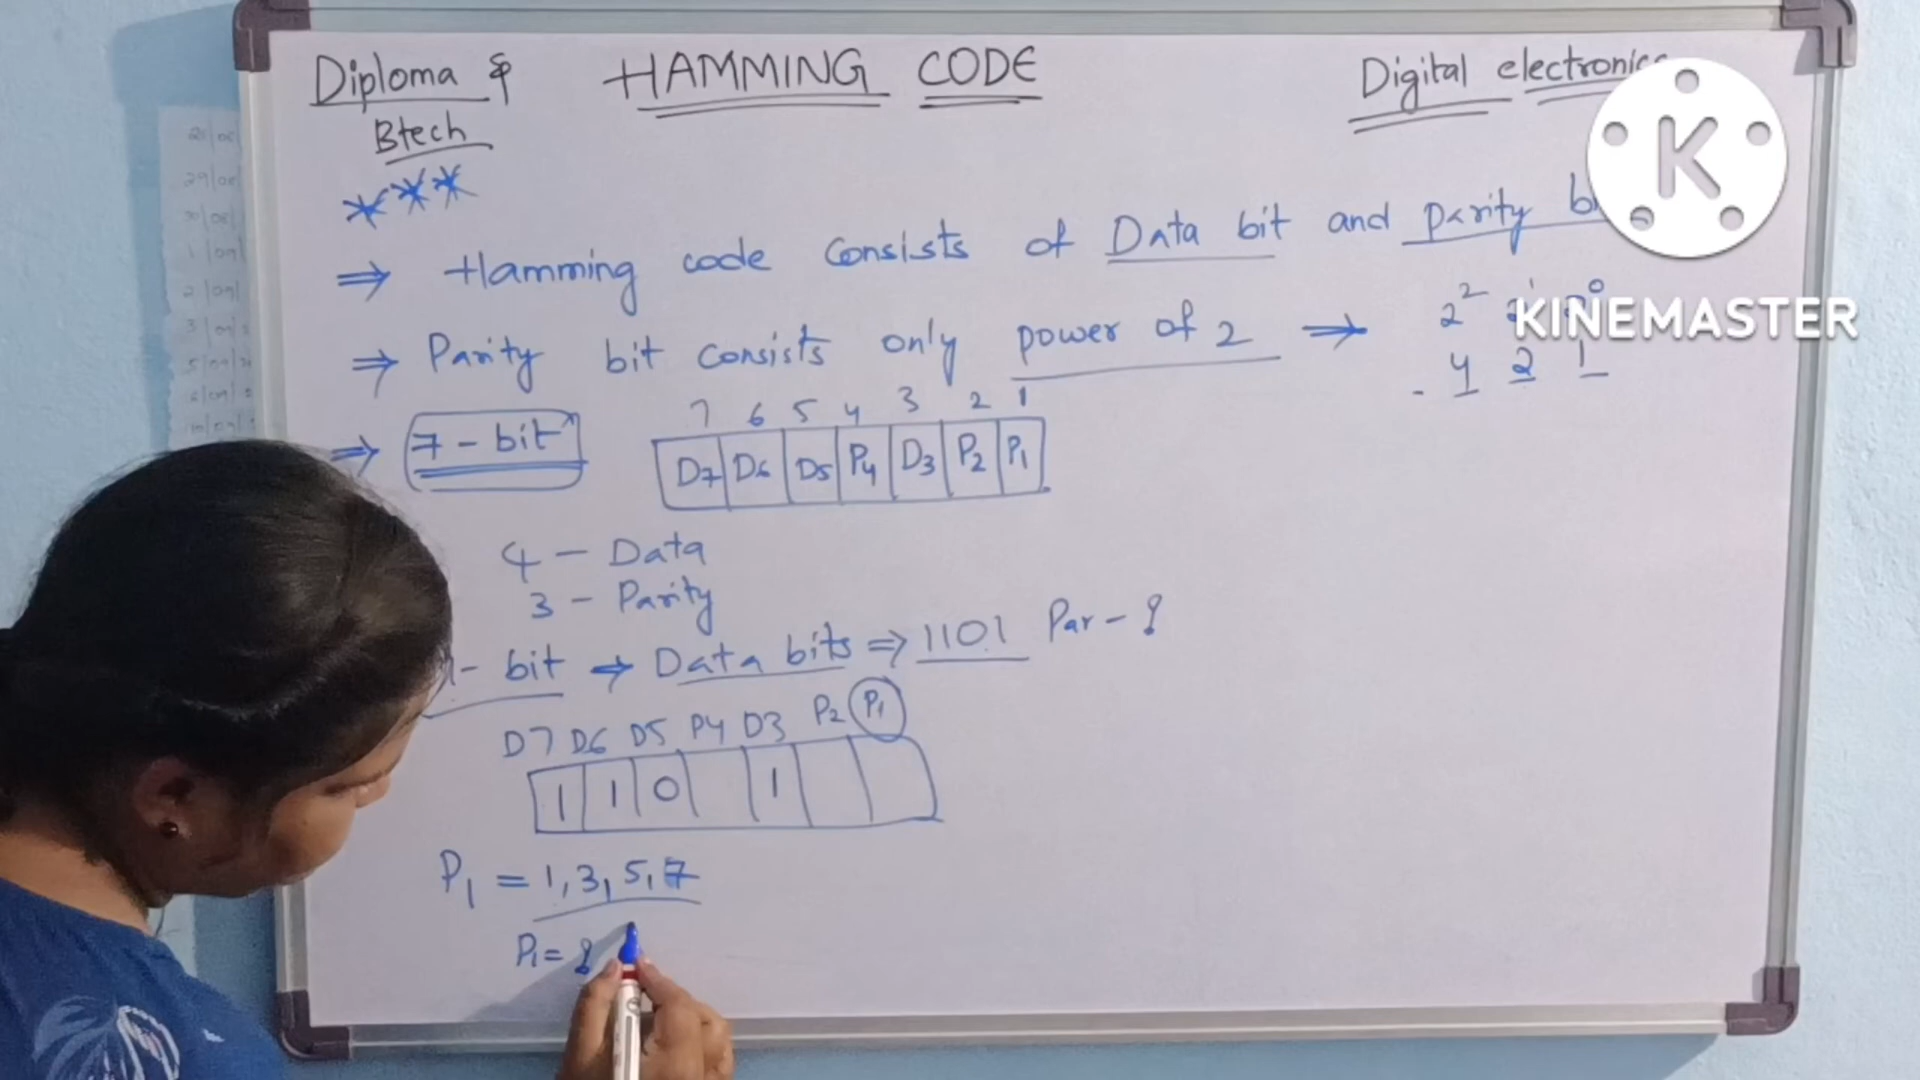 Diploma & HAMMING CODE Digital electronics
Btech
***
⇒ Hamming code consists of Data bit and parity
⇒ Parity bit consists only power of 2 ⇒ 2² 2¹ 2⁰
4 2 1
KINEMASTER
7 6 5 4 3 2 1
⇒ 7-bit D7 D6 D5 P4 D3 P2 P1
4 - Data
3 - Parity
- bit → Data bits ⇒ 1101 Par - ?
D7 D6 D5 P4 D3 P2 P1
1 1 0 1
P1 = 1, 3, 5, 7
P1 = ?